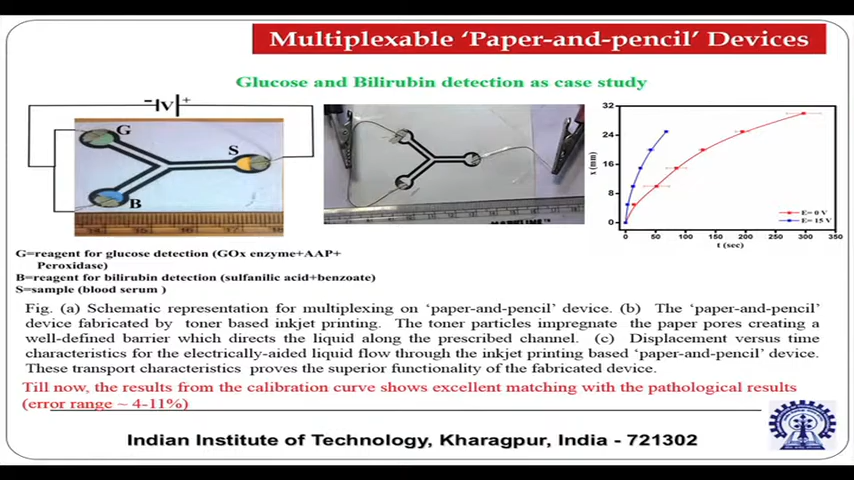 Multiplexable ‘Paper-and-pencil’ Devices
Glucose and Bilirubin detection as case study
- V +
G
S
B
32
24
16
8
0
x (mm)
0 50 100 150 200 250 300 350
t (sec)
E= 0 V
E= 15 V
G=reagent for glucose detection (GOx enzyme+AAP+
Peroxidase)
B=reagent for bilirubin detection (sulfanilic acid+benzoate)
S=sample (blood serum )
Fig. (a) Schematic representation for multiplexing on ‘paper-and-pencil’ device. (b) The ‘paper-and-pencil’
device fabricated by toner based inkjet printing. The toner particles impregnate the paper pores creating a
well-defined barrier which directs the liquid along the prescribed channel. (c) Displacement versus time
characteristics for the electrically-aided liquid flow through the inkjet printing based ‘paper-and-pencil’ device.
These transport characteristics proves the superior functionality of the fabricated device.
Till now, the results from the calibration curve shows excellent matching with the pathological results
(error range ~ 4-11%)
Indian Institute of Technology, Kharagpur, India - 721302